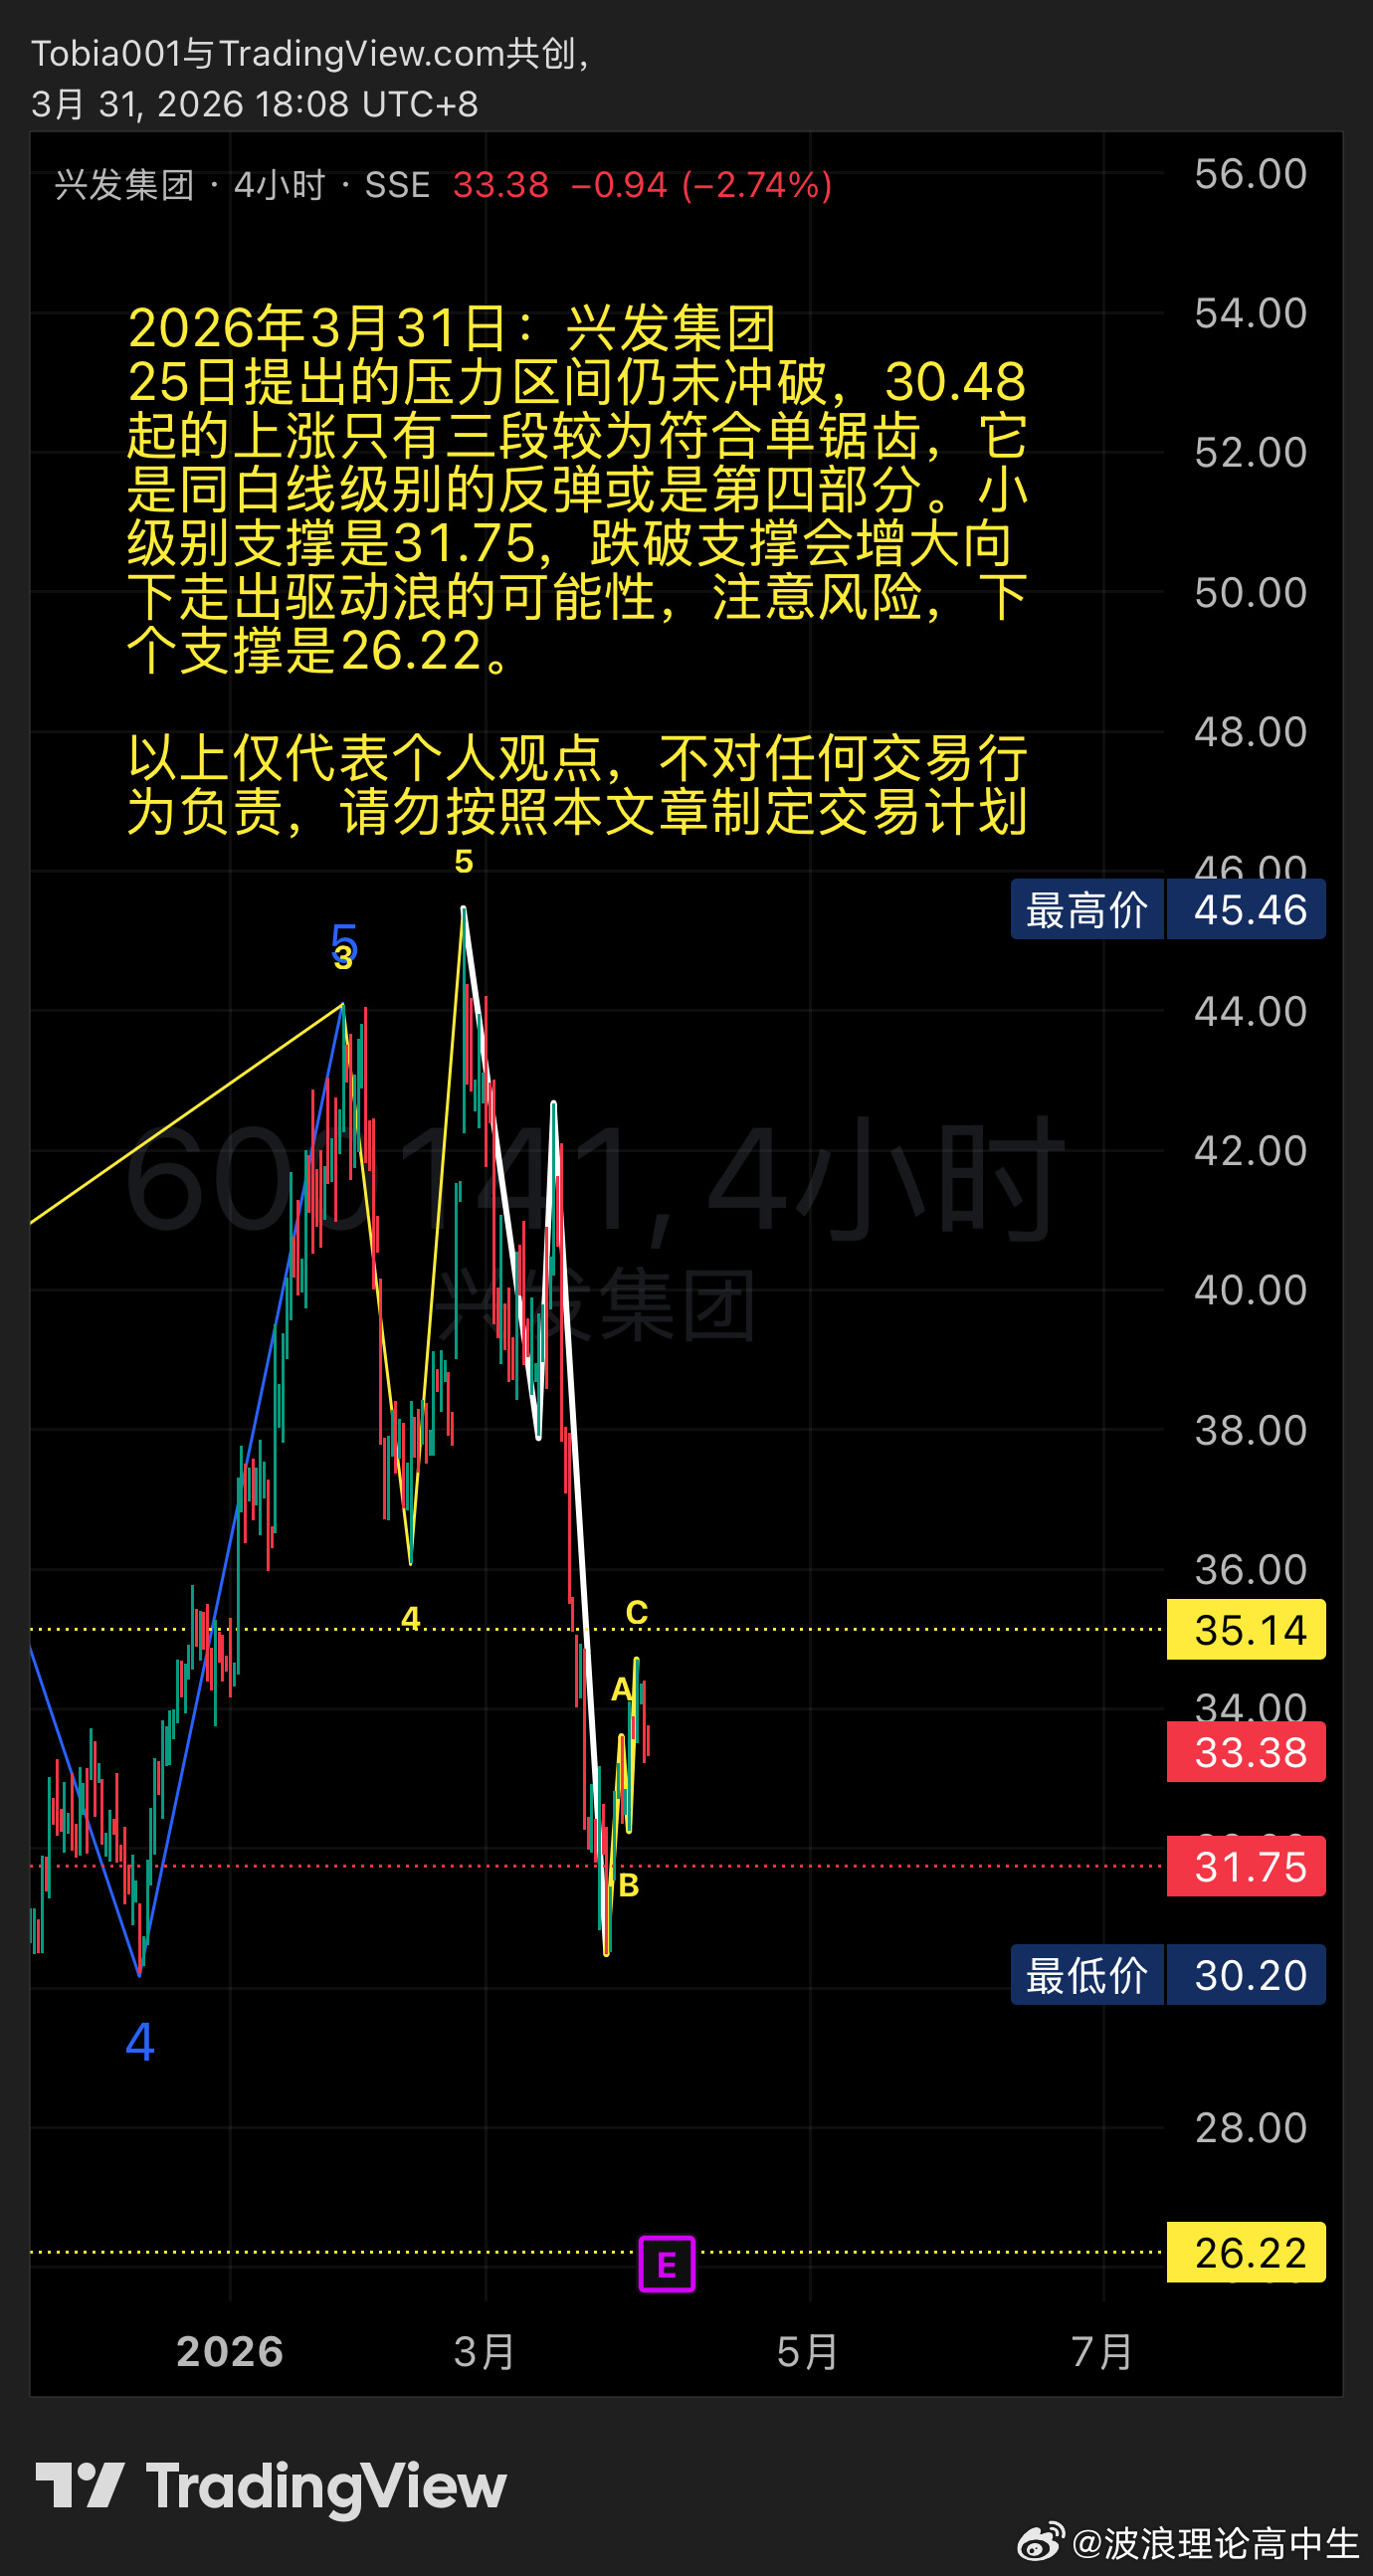 Tobia001与TradingView.com共创,
3月 31, 2026 18:08 UTC+8
兴发集团 · 4小时 · SSE 33.38 −0.94 (−2.74%)
56.00
54.00
2026年3月31日：兴发集团
25日提出的压力区间仍未冲破，30.48
起的上涨只有三段较为符合单锯齿，它
是同白线级别的反弹或是第四部分。小
级别支撑是31.75，跌破支撑会增大向
下走出驱动浪的可能性，注意风险，下
个支撑是26.22。
以上仅代表个人观点，不对任何交易行
为负责，请勿按照本文章制定交易计划
52.00
50.00
48.00
46.00
5
最高价 45.46
5
3
44.00
600141, 4小时
兴发集团
42.00
40.00
38.00
36.00
4
C
35.14
A
34.00
33.38
31.75
B
最低价 30.20
4
28.00
26.22
E
2026 3月 5月 7月
TradingView
@波浪理论高中生